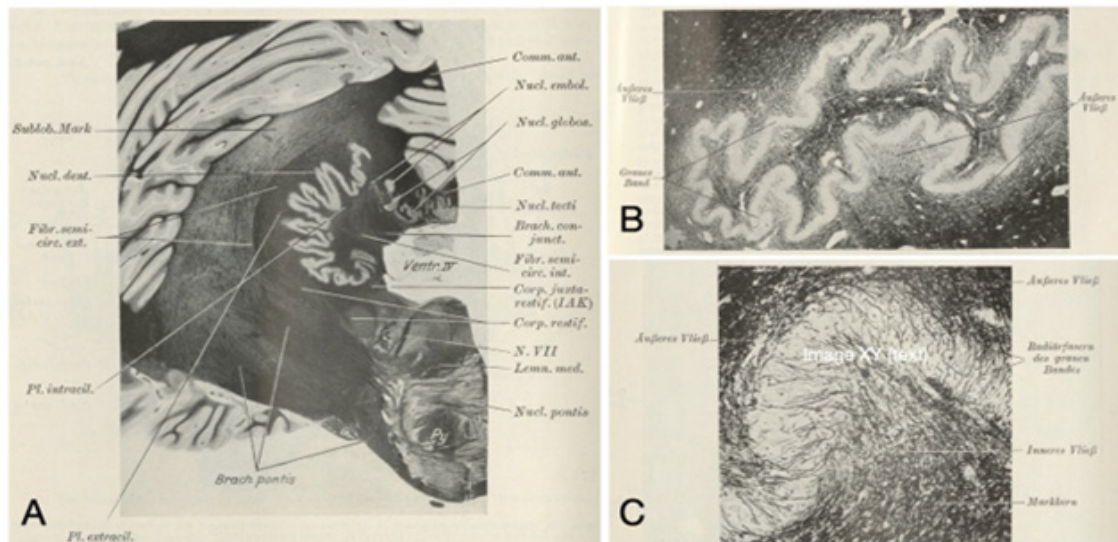 Comm. ant.
Nucl. embol.
Nucl. globos.
Sublob. Mark
Nucl. dent.
Comm. ant.
Nucl. tecti
Fibr. semi-
circ. ext.
Brach. con-
junct.
Fibr. semi-
circ. int.
Ventr. IV
Corp. juxta-
restif. (IAK)
Corp. restif.
N. VII
Lemn. med.
Pl. intracil.
Nucl. pontis
Py
Brach. pontis
Pl. extracil.
A
Äußeres
Vließ
Äußeres
Vließ
Graues
Band
B
Äußeres Vließ
Äußeres Vließ
Image XY (text)
Radiärfasern
des grauen
Bandes
Inneres Vließ
Markkern
C